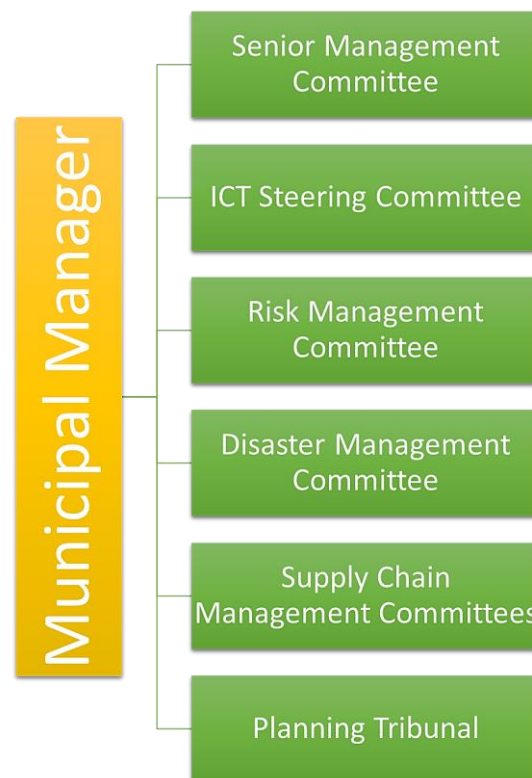 Municipal Manager
Senior Management
Committee
ICT Steering Committee
Risk Management
Committee
Disaster Management
Committee
Supply Chain
Management Committees
Planning Tribunal